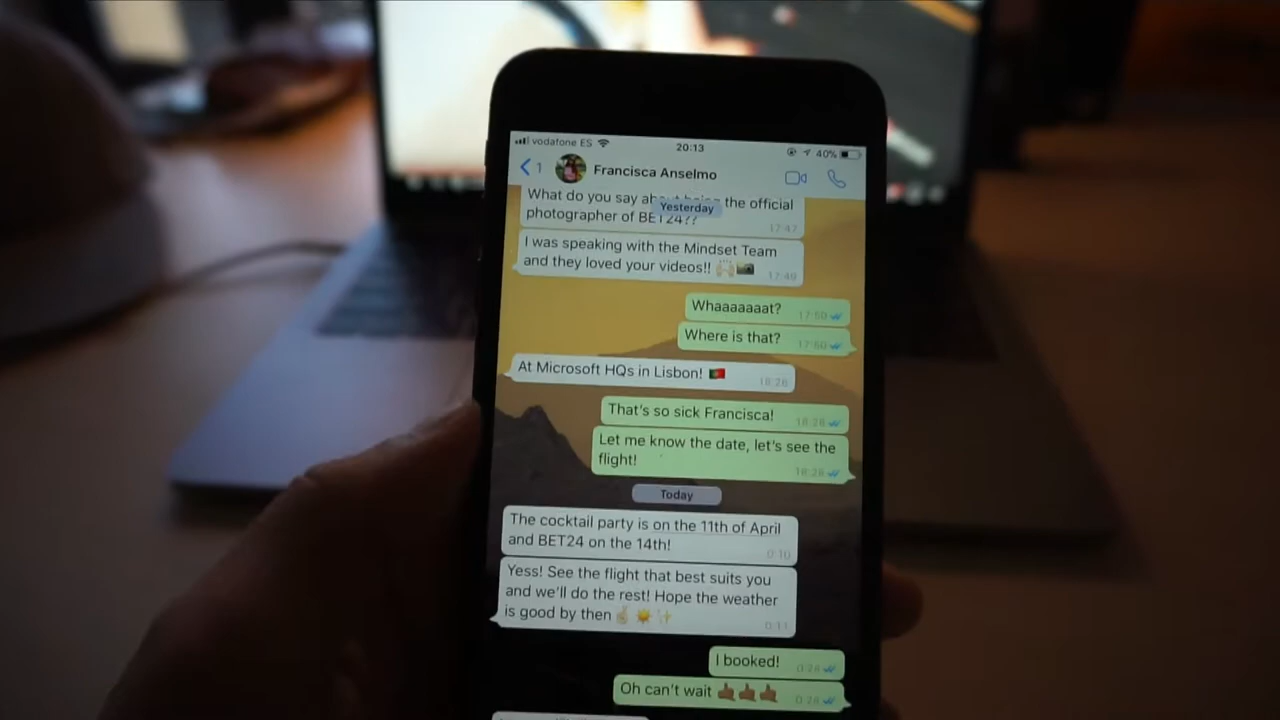 vodafone ES
20:13
40%
1
Francisca Anselmo
What do you say about being the official
Yesterday
photographer of BET24??
17:47
I was speaking with the Mindset Team
and they loved your videos!! 🙌🏻📷
17:49
Whaaaaaaat?
17:50
Where is that?
17:50
At Microsoft HQs in Lisbon! 🇵🇹
18:26
That's so sick Francisca!
18:28
Let me know the date, let's see the
flight!
18:28
Today
The cocktail party is on the 11th of April
and BET24 on the 14th!
0:10
Yess! See the flight that best suits you
and we'll do the rest! Hope the weather
is good by then 🤞🏼☀️✨
0:11
I booked!
0:28
Oh can't wait 🤙🏾🤙🏾🤙🏾
0:28